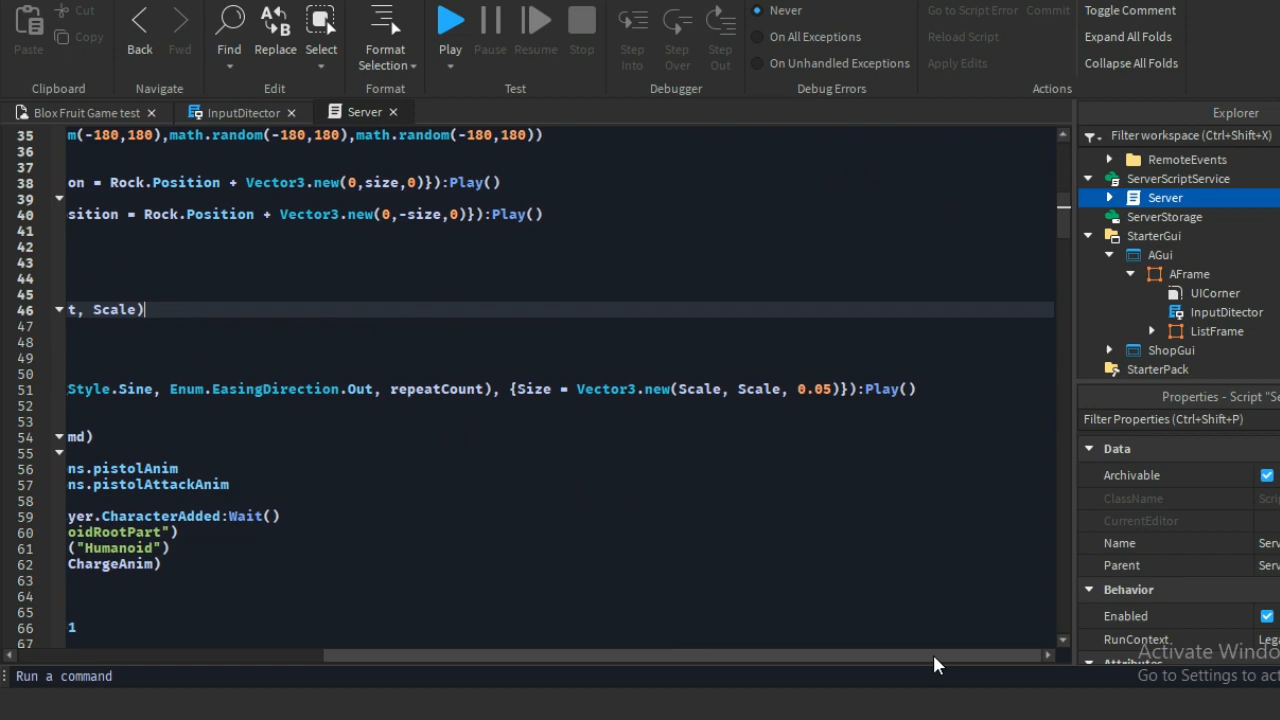 Paste
Cut
Copy
Back
Fwd
Find
Replace
Select
Format
Selection
Play
Pause
Resume
Stop
Step
Into
Step
Over
Step
Out
Never
On All Exceptions
On Unhandled Exceptions
Go to Script Error
Commit
Reload Script
Apply Edits
Toggle Comment
Expand All Folds
Collapse All Folds
Clipboard
Navigate
Edit
Format
Test
Debugger
Debug Errors
Actions
Blox Fruit Game test
InputDitector
Server
35 m(-180,180),math.random(-180,180),math.random(-180,180))
36
37
38 on = Rock.Position + Vector3.new(0,size,0)}):Play()
39
40 sition = Rock.Position + Vector3.new(0,-size,0)}):Play()
41
42
43
44
45
46 t, Scale)
47
48
49
50
51 Style.Sine, Enum.EasingDirection.Out, repeatCount), {Size = Vector3.new(Scale, Scale, 0.05)}):Play()
52
53
54 md)
55
56 ns.pistolAnim
57 ns.pistolAttackAnim
58
59 yer.CharacterAdded:Wait()
60 oidRootPart")
61 ("Humanoid")
62 ChargeAnim)
63
64
65
66 1
67
Run a command
Explorer
Filter workspace (Ctrl+Shift+X)
RemoteEvents
ServerScriptService
Server
ServerStorage
StarterGui
AGui
AFrame
UICorner
InputDitector
ListFrame
ShopGui
StarterPack
Properties - Script "Se
Filter Properties (Ctrl+Shift+P)
Data
Archivable
ClassName Scri
CurrentEditor
Name Serv
Parent Serv
Behavior
Enabled
RunContext Lega
Attributes
Activate Windo
Go to Settings to act